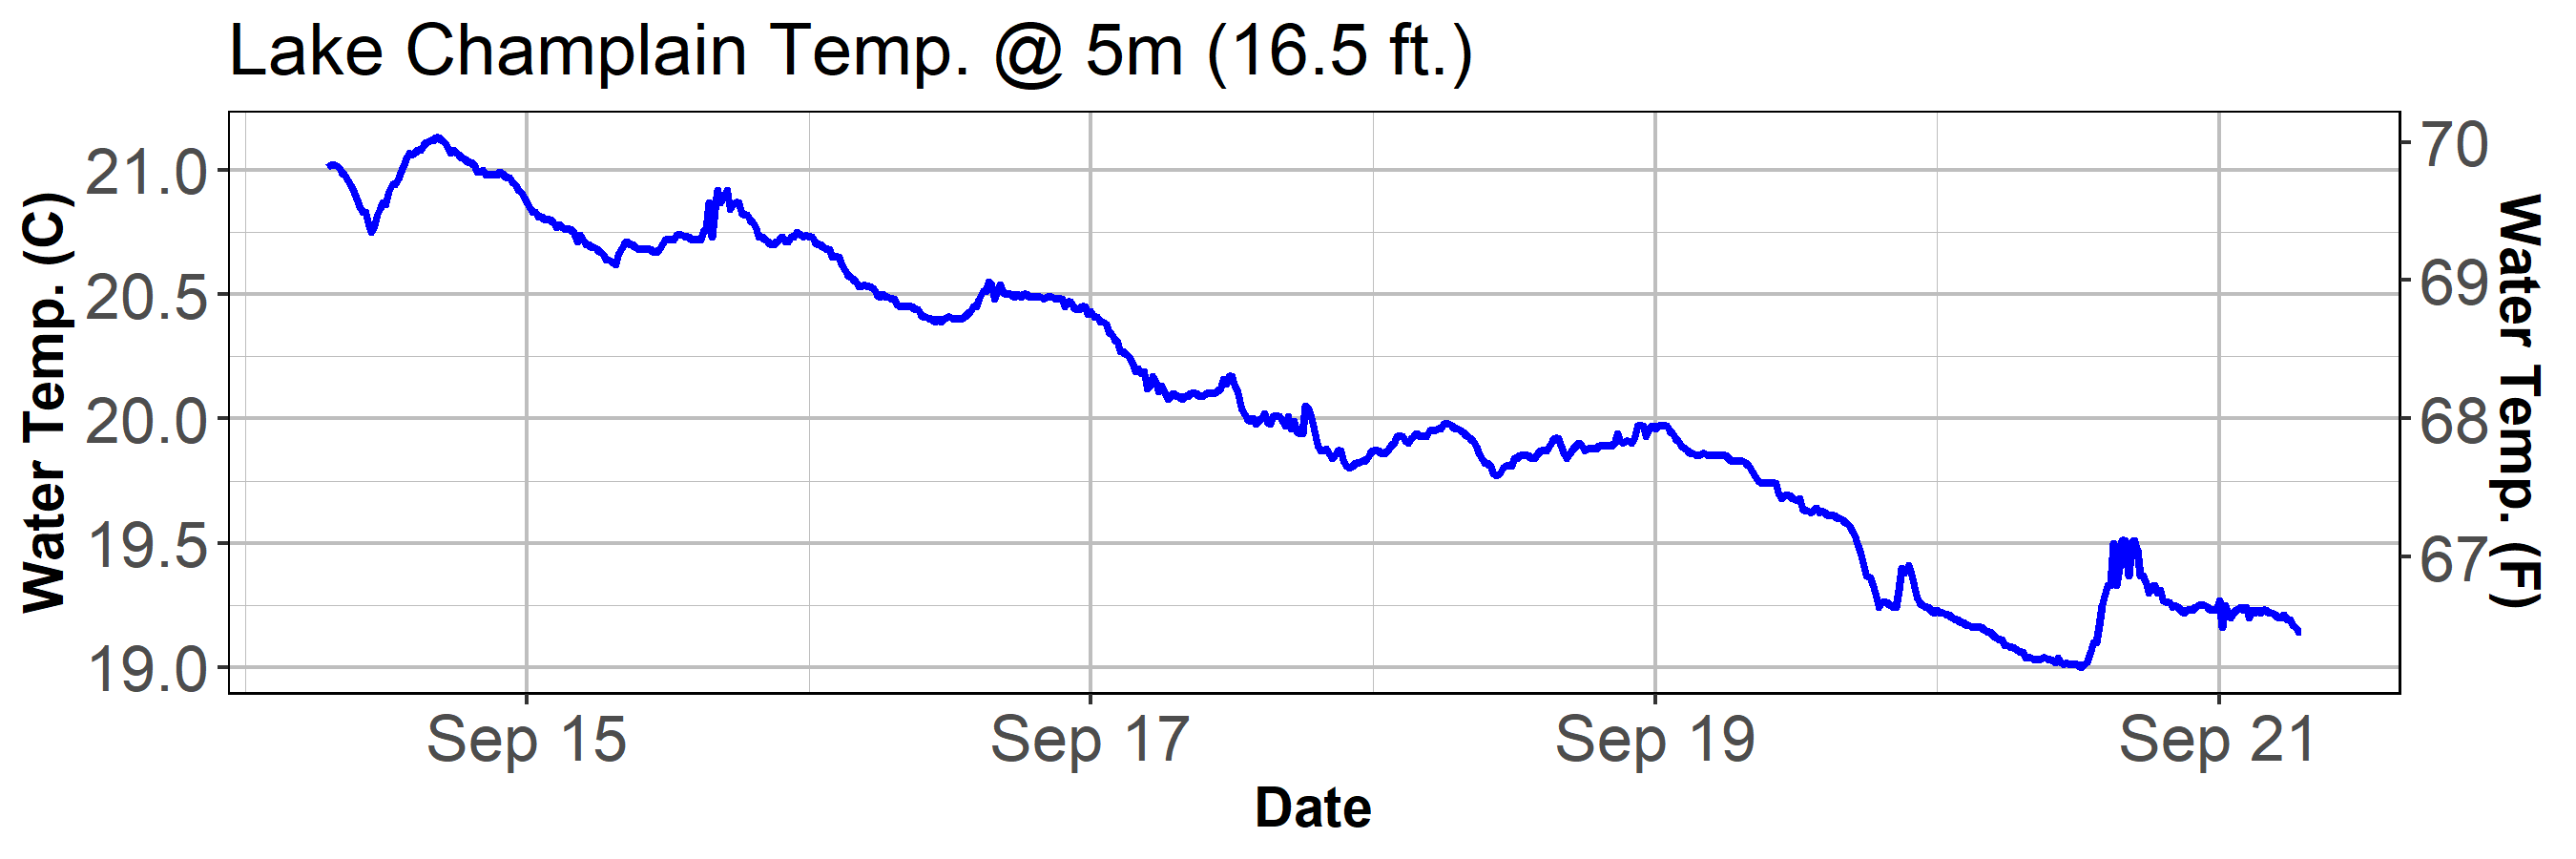 Lake Champlain Temp. @ 5m (16.5 ft.)
Water Temp. (C)
21.0
20.5
20.0
19.5
19.0
70
69
68
67
Water Temp. (F)
Sep 15 Sep 17 Sep 19 Sep 21
Date